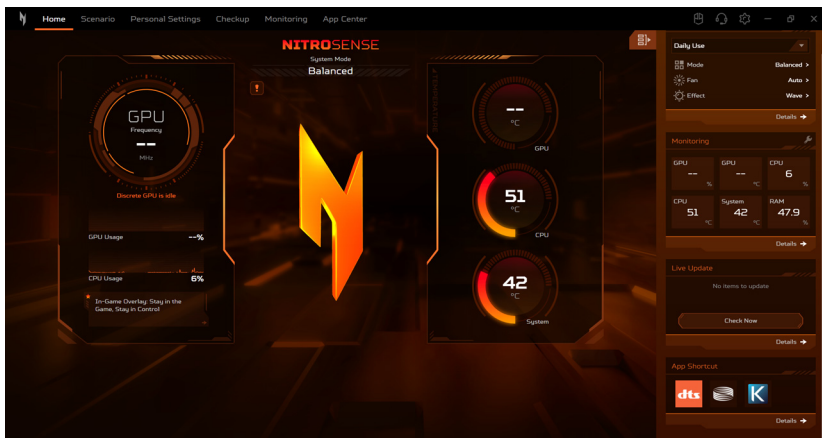 Home Scenario Personal Settings Checkup Monitoring App Center
NITROSENSE
System Mode
Balanced
GPU
Frequency
--
MHz
Discrete GPU is idle
GPU Usage --%
CPU Usage 6%
In-Game Overlay: Stay in the
Game, Stay in Control
TEMPERATURE
--
°C
GPU
51
°C
CPU
42
°C
System
Daily Use
Mode Balanced >
Fan Auto >
Effect Wave >
Details
Monitoring
GPU GPU CPU
-- -- 6
% °C %
CPU System RAM
51 42 47.9
°C °C %
Details
Live Update
No items to update
Check Now
Details
App Shortcut
dts K
Details